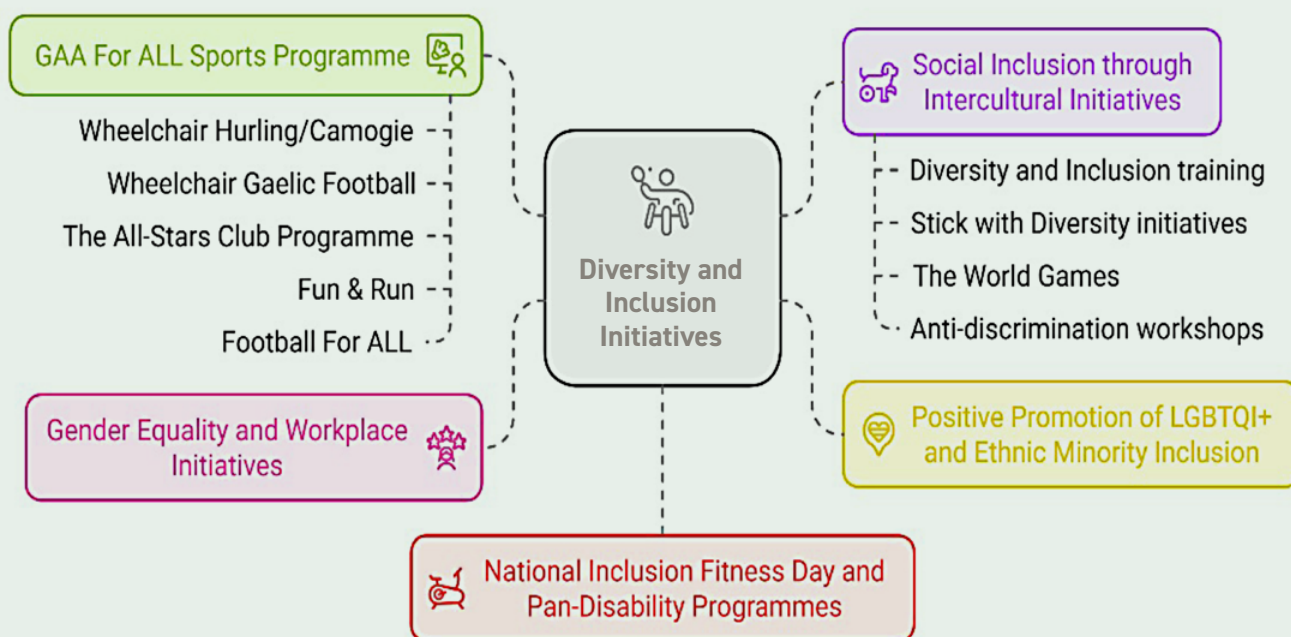 GAA For ALL Sports Programme
Wheelchair Hurling/Camogie
Wheelchair Gaelic Football
The All-Stars Club Programme
Fun & Run
Football For ALL
Gender Equality and Workplace
Initiatives
Diversity and
Inclusion
Initiatives
Social Inclusion through
Intercultural Initiatives
Diversity and Inclusion training
Stick with Diversity initiatives
The World Games
Anti-discrimination workshops
Positive Promotion of LGBTQI+
and Ethnic Minority Inclusion
National Inclusion Fitness Day and
Pan-Disability Programmes